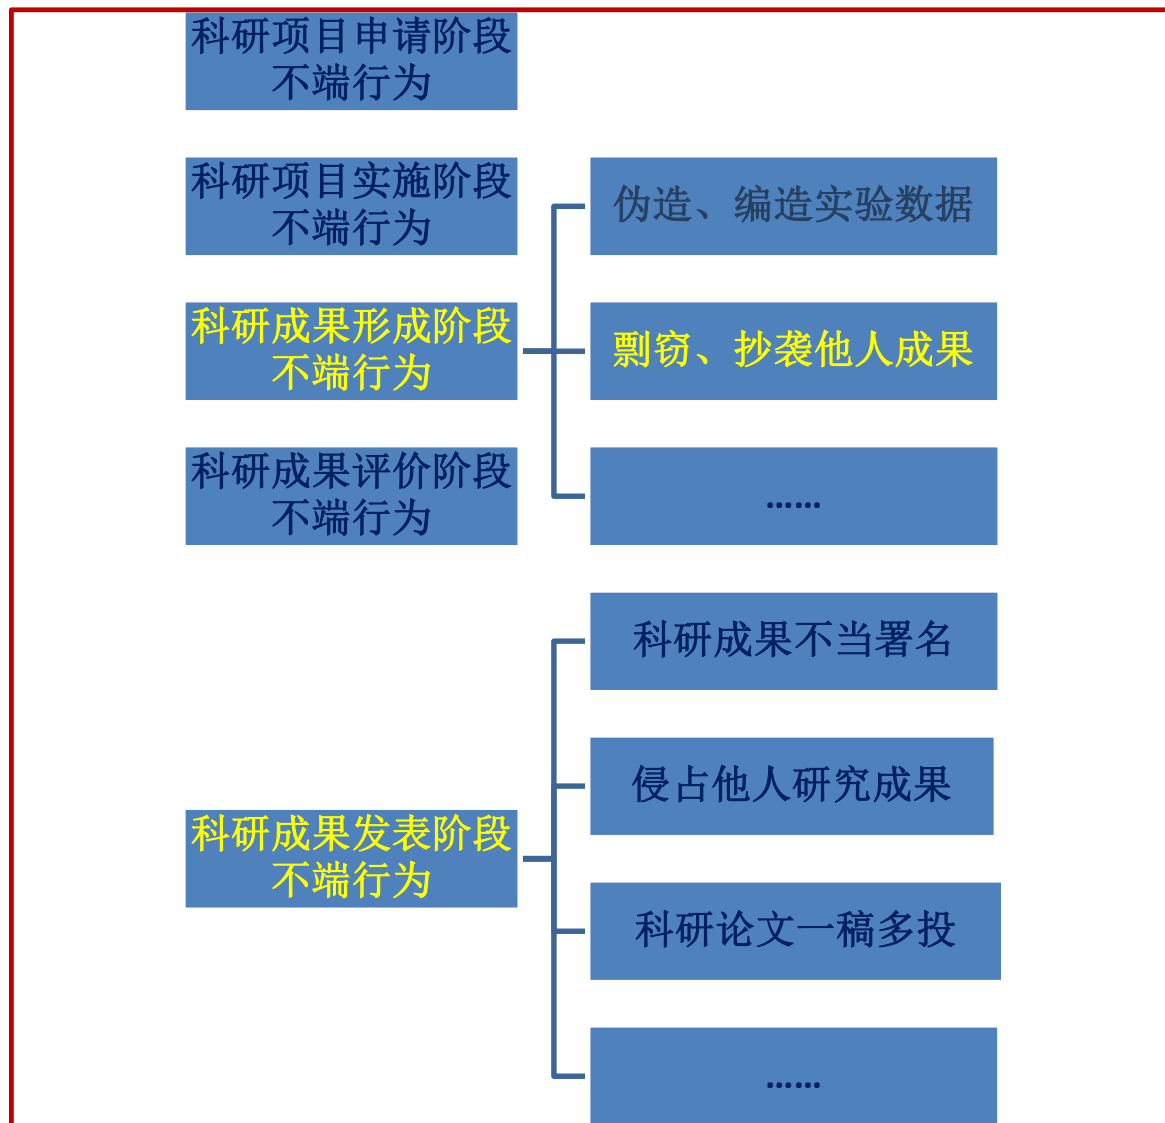 科研项目申请阶段
不端行为
科研项目实施阶段
不端行为
伪造、编造实验数据
科研成果形成阶段
不端行为
剽窃、抄袭他人成果
科研成果评价阶段
不端行为
……
科研成果不当署名
侵占他人研究成果
科研成果发表阶段
不端行为
科研论文一稿多投
……